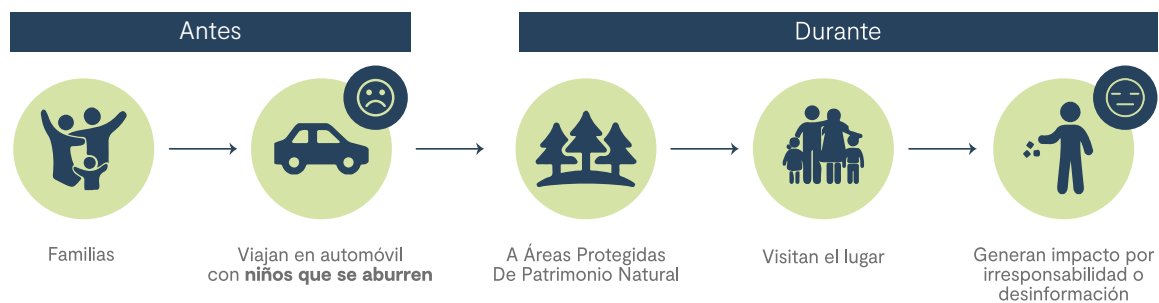 Antes
Durante
Familias
Viajan en automóvil
con niños que se aburren
A Áreas Protegidas
De Patrimonio Natural
Visitan el lugar
Generan impacto por
irresponsabilidad o
desinformación